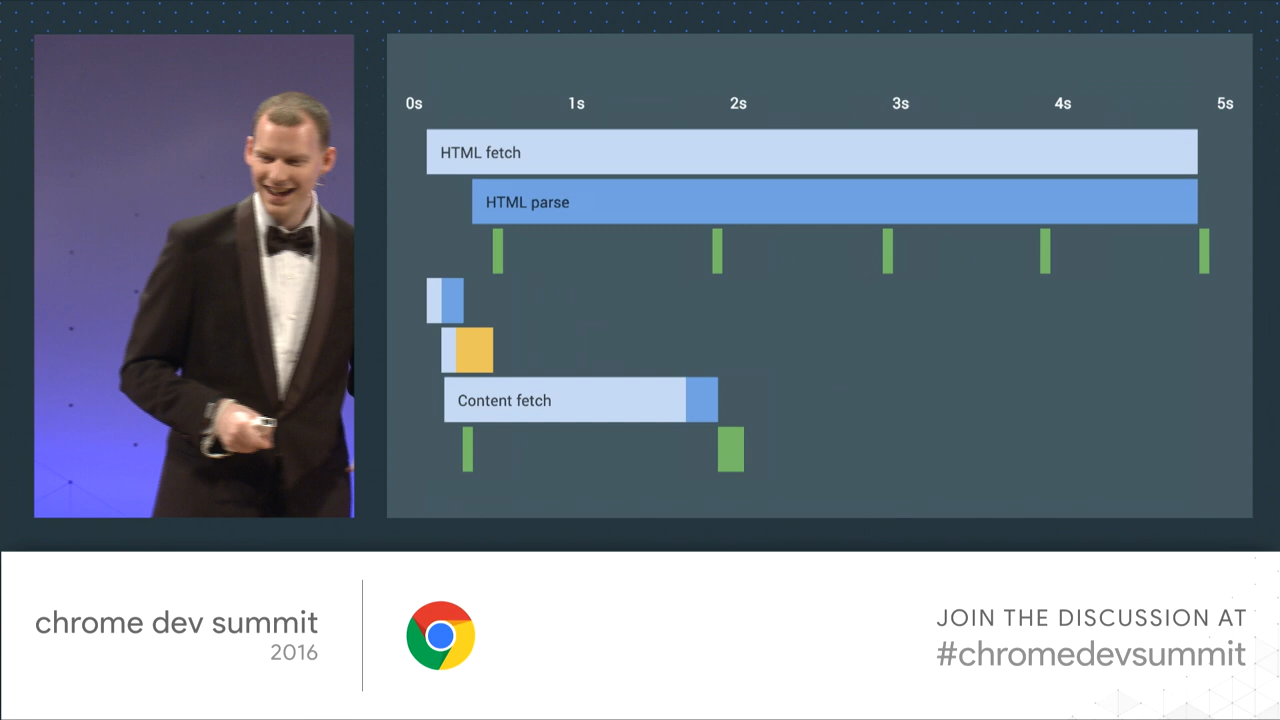 0s 1s 2s 3s 4s 5s
HTML fetch
HTML parse
Content fetch
chrome dev summit
2016
JOIN THE DISCUSSION AT
#chromedevsummit